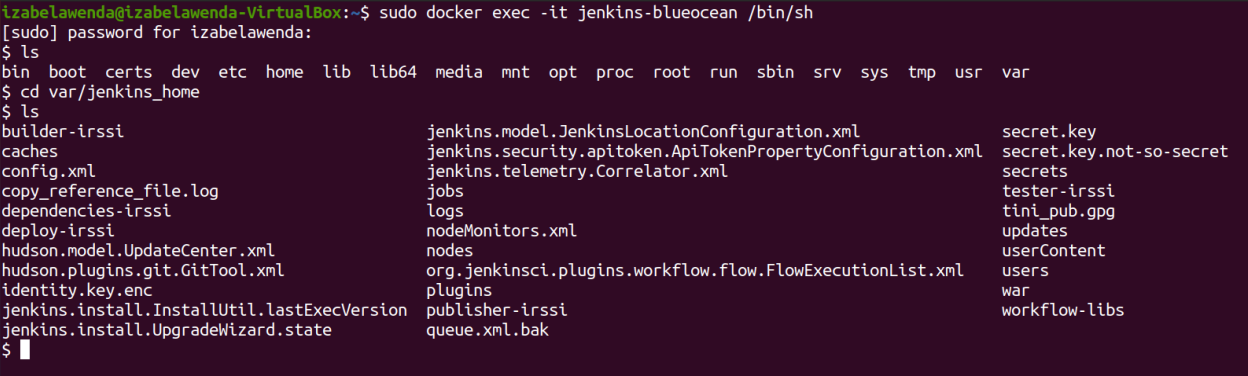 izabelawenda@izabelawenda-VirtualBox:~$ sudo docker exec -it jenkins-blueocean /bin/sh
[sudo] password for izabelawenda:
$ ls
bin  boot  certs  dev  etc  home  lib  lib64  media  mnt  opt  proc  root  run  sbin  srv  sys  tmp  usr  var
$ cd var/jenkins_home
$ ls
builder-irssi                                  jenkins.model.JenkinsLocationConfiguration.xml                 secret.key
caches                                         jenkins.security.apitoken.ApiTokenPropertyConfiguration.xml  secret.key.not-so-secret
config.xml                                     jenkins.telemetry.Correlator.xml                               secrets
copy_reference_file.log                        jobs                                                           tester-irssi
dependencies-irssi                             logs                                                           tini_pub.gpg
deploy-irssi                                   nodeMonitors.xml                                               updates
hudson.model.UpdateCenter.xml                  nodes                                                          userContent
hudson.plugins.git.GitTool.xml                 org.jenkinsci.plugins.workflow.flow.FlowExecutionList.xml      users
identity.key.enc                               plugins                                                        war
jenkins.install.InstallUtil.lastExecVersion  publisher-irssi                                                workflow-libs
jenkins.install.UpgradeWizard.state            queue.xml.bak
$